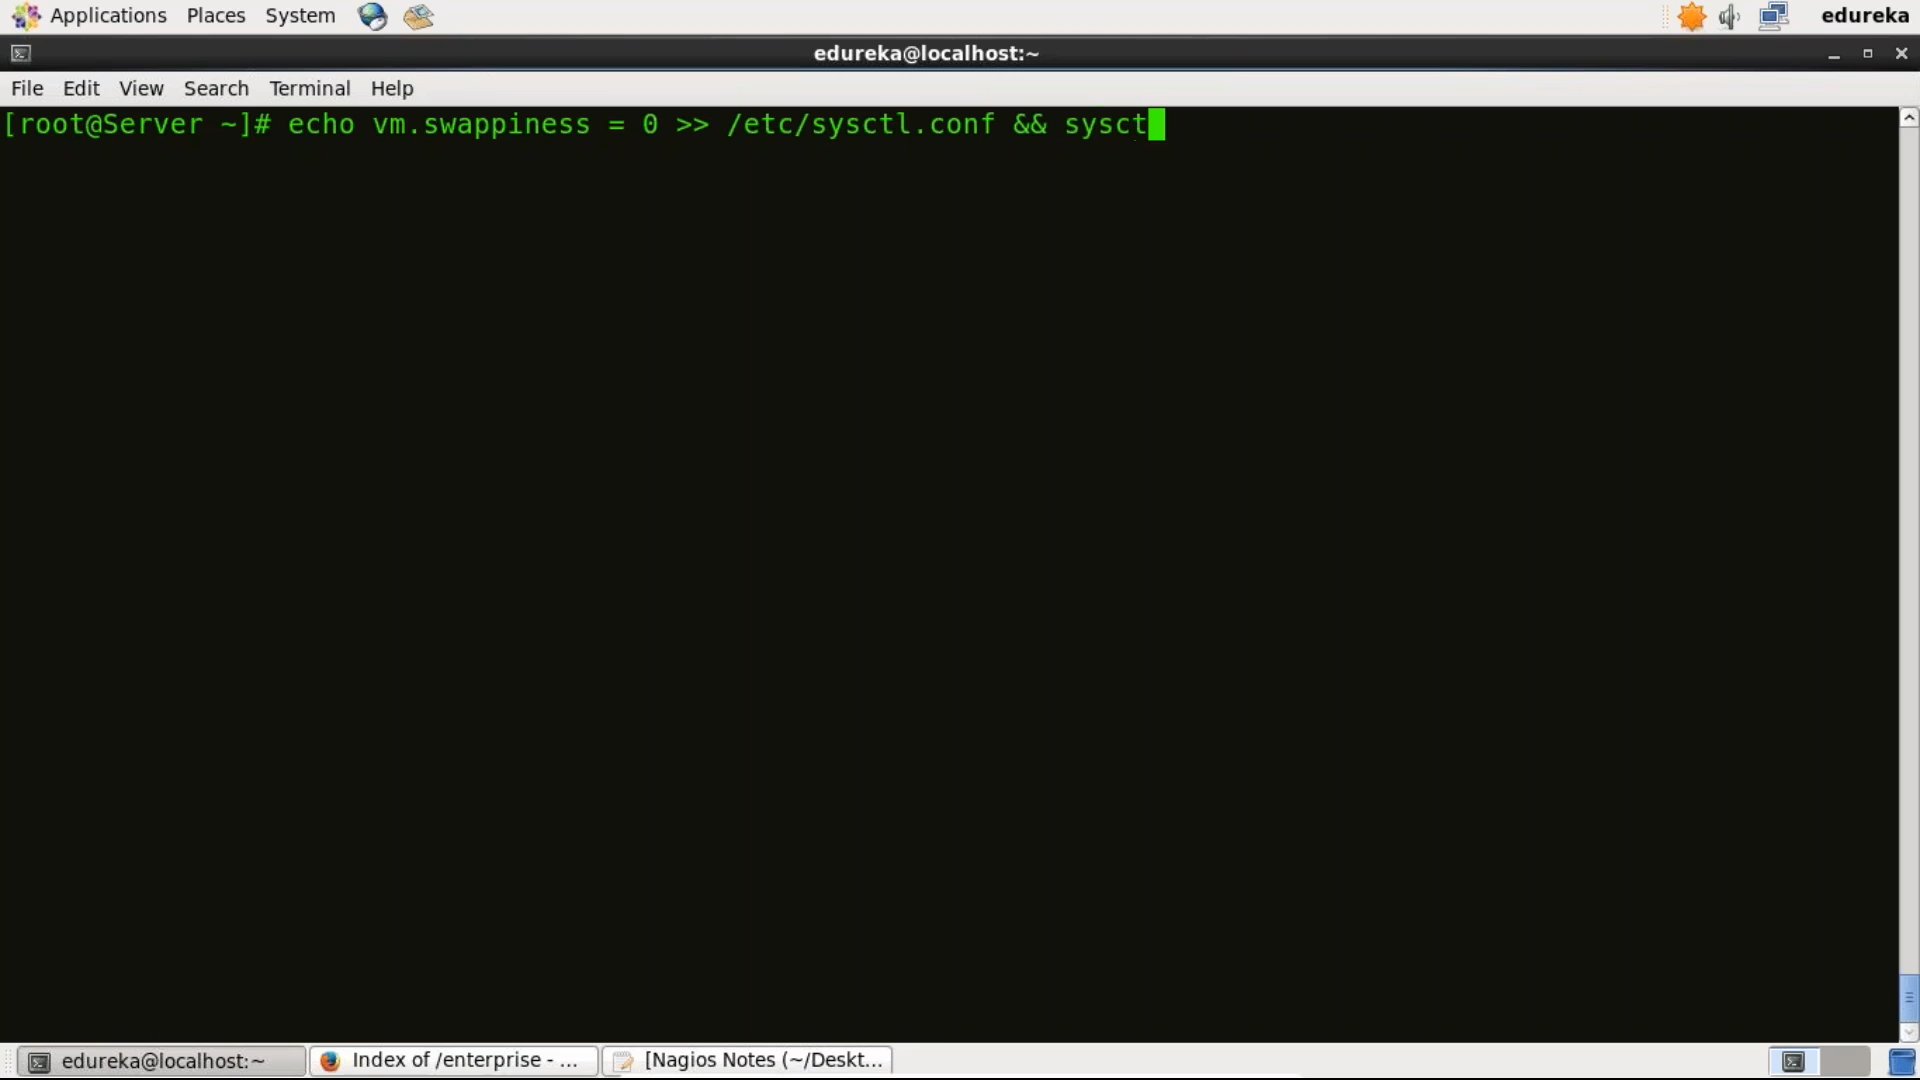 Applications Places System edureka
edureka@localhost:~
File Edit View Search Terminal Help
[root@Server ~]# echo vm.swappiness = 0 >> /etc/sysctl.conf && sysct
edureka@localhost:~ Index of /enterprise - ... [Nagios Notes (~/Deskt...